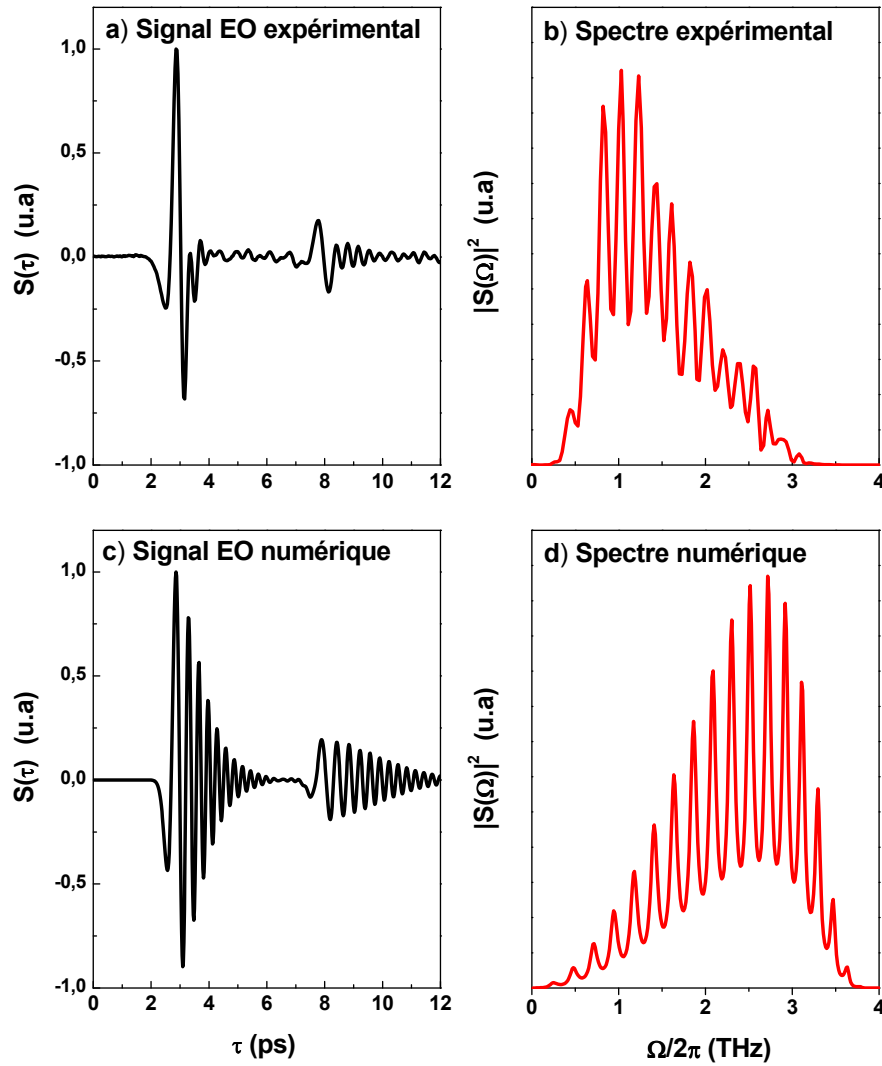 a) Signal EO expérimental
1,0
0,5
0,0
-0,5
-1,0
S(τ) (u.a)
0 2 4 6 8 10 12
b) Spectre expérimental
|S(Ω)|² (u.a)
0 1 2 3 4
c) Signal EO numérique
1,0
0,5
0,0
-0,5
-1,0
S(τ) (u.a)
0 2 4 6 8 10 12
τ (ps)
d) Spectre numérique
|S(Ω)|² (u.a)
0 1 2 3 4
Ω/2π (THz)